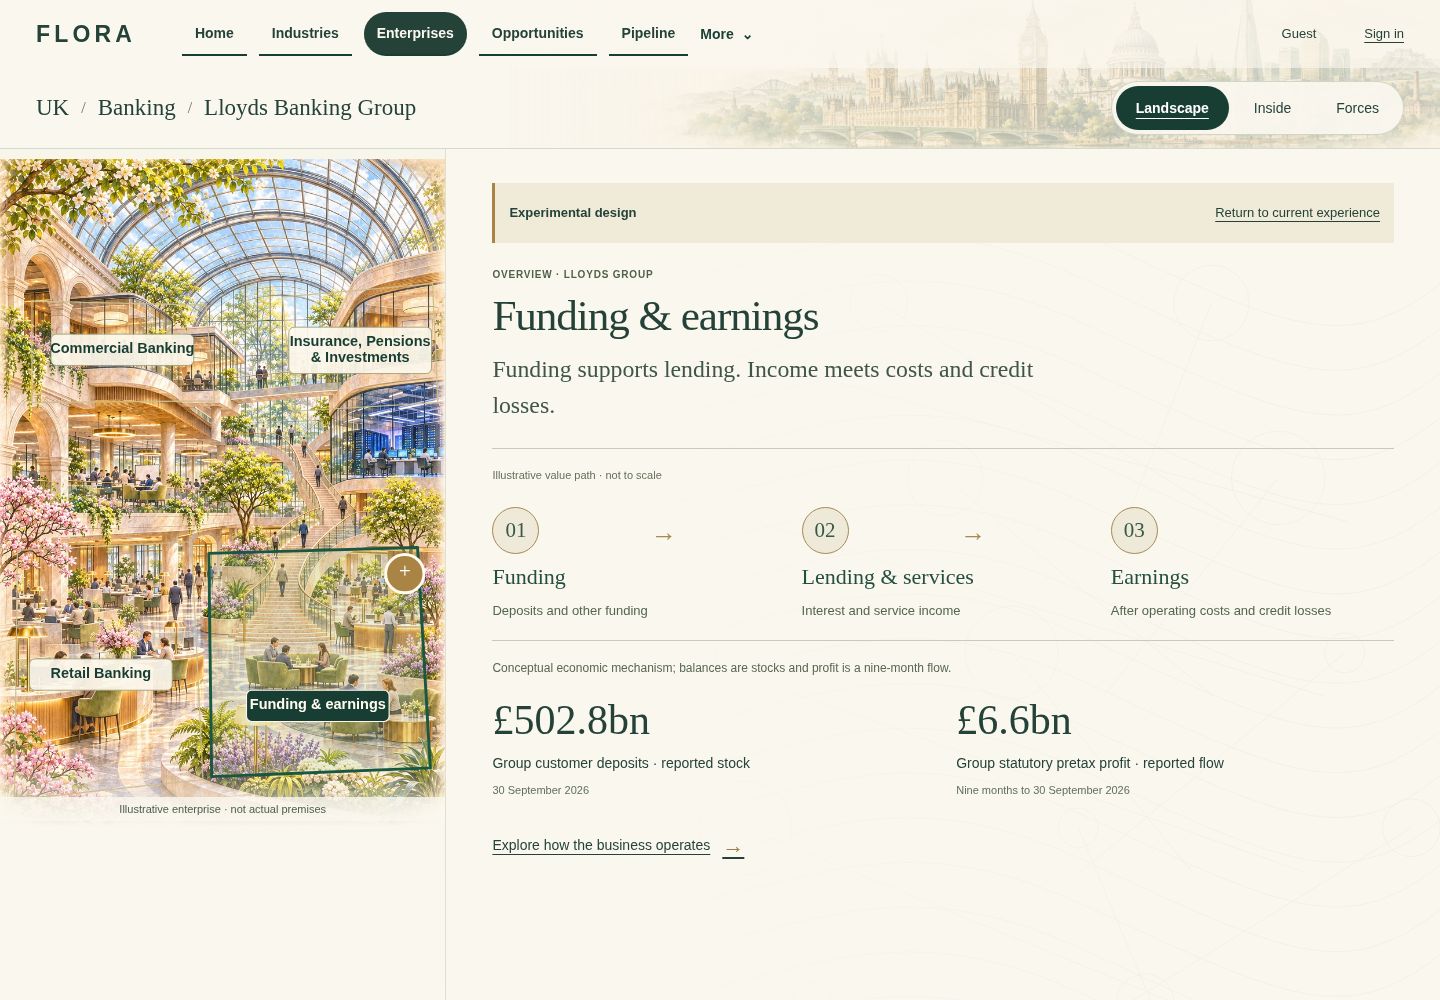 FLORA
Home
Industries
Enterprises
Opportunities
Pipeline
More
Guest
Sign in
UK / Banking / Lloyds Banking Group
Landscape
Inside
Forces
Commercial Banking
Insurance, Pensions
& Investments
+
Retail Banking
Funding & earnings
Illustrative enterprise · not actual premises
Experimental design
Return to current experience
OVERVIEW · LLOYDS GROUP
Funding & earnings
Funding supports lending. Income meets costs and credit
losses.
Illustrative value path · not to scale
01 → 02 → 03
Funding
Lending & services
Earnings
Deposits and other funding
Interest and service income
After operating costs and credit losses
Conceptual economic mechanism; balances are stocks and profit is a nine-month flow.
£502.8bn
£6.6bn
Group customer deposits · reported stock
Group statutory pretax profit · reported flow
30 September 2026
Nine months to 30 September 2026
Explore how the business operates →